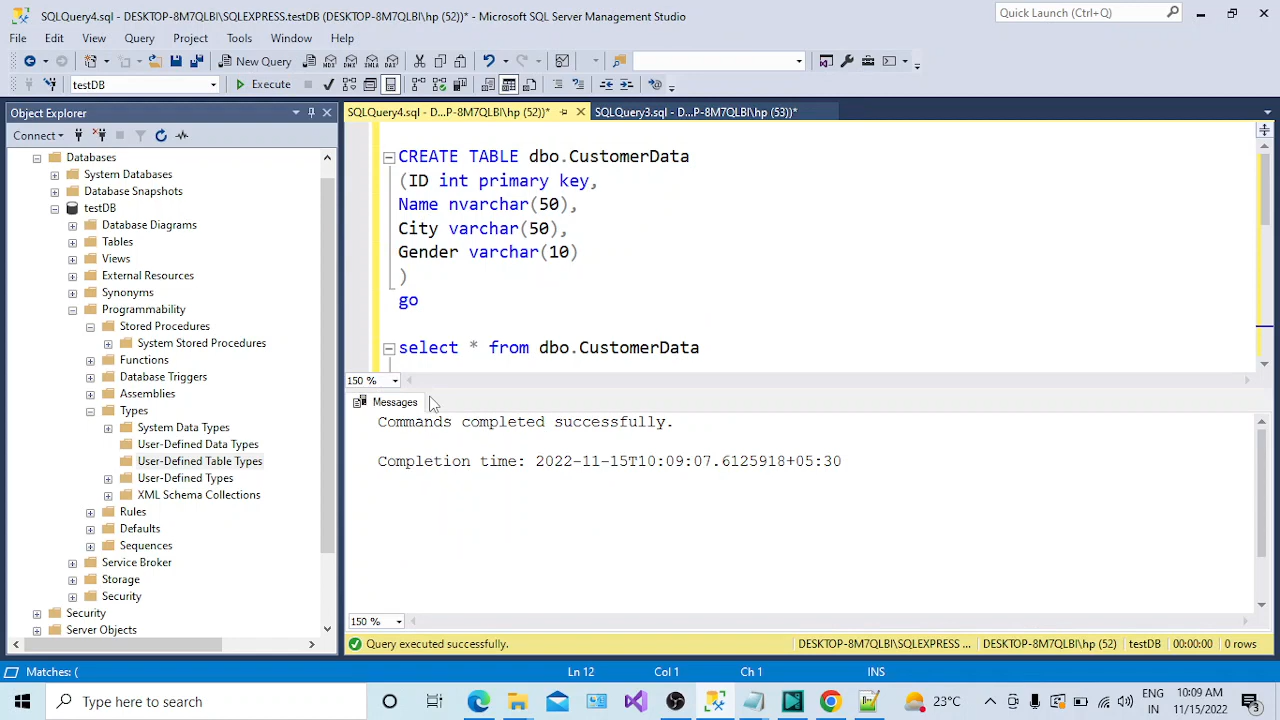 SQLQuery4.sql - DESKTOP-8M7QLBI\SQLEXPRESS.testDB (DESKTOP-8M7QLBI\hp (52))* - Microsoft SQL Server Management Studio
Quick Launch (Ctrl+Q)
File Edit View Query Project Tools Window Help
New Query MDX DMX XMLA DAX
testDB Execute
Object Explorer
SQLQuery4.sql - D...P-8M7QLBI\hp (52))* SQLQuery3.sql - D...P-8M7QLBI\hp (53))*
Connect
Databases
System Databases
Database Snapshots
testDB
Database Diagrams
Tables
Views
External Resources
Synonyms
Programmability
Stored Procedures
System Stored Procedures
Functions
Database Triggers
Assemblies
Types
System Data Types
User-Defined Data Types
User-Defined Table Types
User-Defined Types
XML Schema Collections
Rules
Defaults
Sequences
Service Broker
Storage
Security
Security
Server Objects
CREATE TABLE dbo.CustomerData
(ID int primary key,
Name nvarchar(50),
City varchar(50),
Gender varchar(10)
)
go
select * from dbo.CustomerData
150 %
Messages
Commands completed successfully.
Completion time: 2022-11-15T10:09:07.6125918+05:30
150 %
Query executed successfully. DESKTOP-8M7QLBI\SQLEXPRESS ... DESKTOP-8M7QLBI\hp (52) testDB 00:00:00 0 rows
Matches: ( Ln 12 Col 1 Ch 1 INS
Type here to search
23°C
ENG
IN
10:09 AM
11/15/2022
3